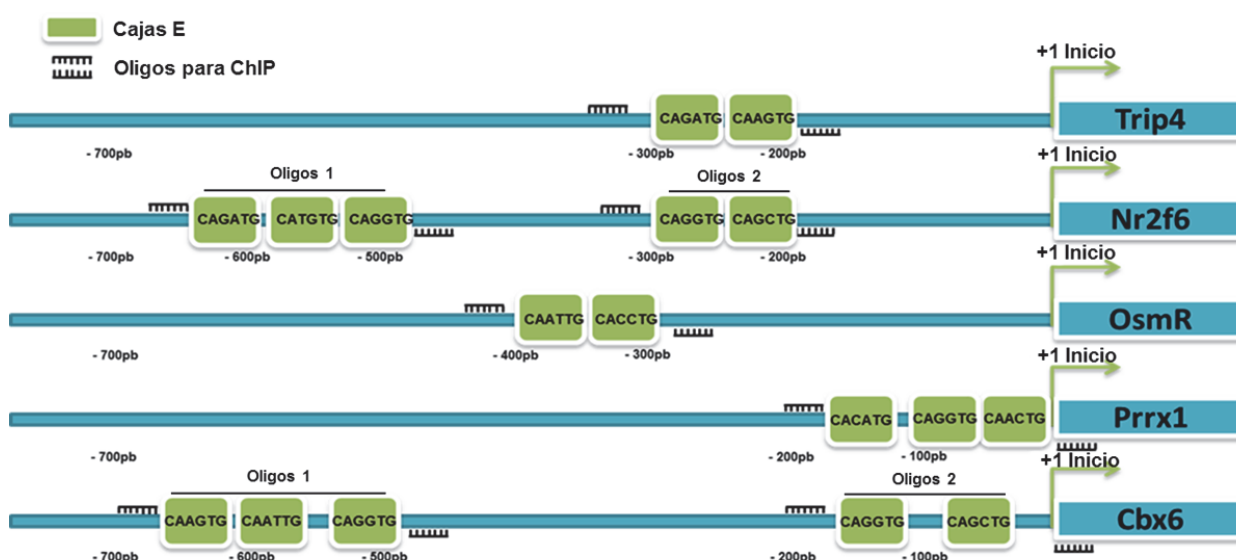 Cajas E
Oligos para ChIP
+1 Inicio
CAGATG CAAGTG Trip4
- 700pb - 300pb - 200pb
+1 Inicio
Oligos 1 Oligos 2
CAGATG CATGTG CAGGTG CAGGTG CAGCTG Nr2f6
- 700pb - 600pb - 500pb - 300pb - 200pb
+1 Inicio
CAATTG CACCTG OsmR
- 700pb - 400pb - 300pb
+1 Inicio
CACATG CAGGTG CAACTG Prrx1
- 700pb - 200pb - 100pb
+1 Inicio
Oligos 1 Oligos 2
CAAGTG CAATTG CAGGTG CAGGTG CAGCTG Cbx6
- 700pb - 600pb - 500pb - 200pb - 100pb